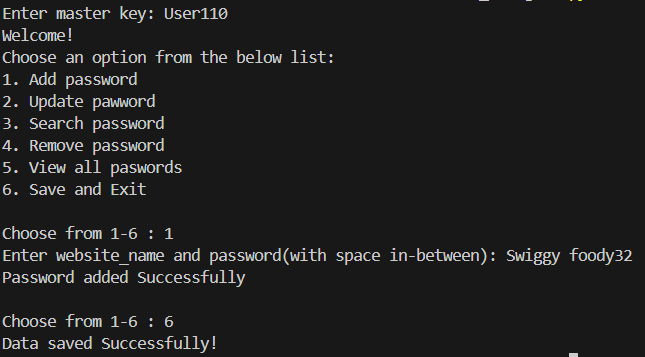 Enter master key: User110
Welcome!
Choose an option from the below list:
1. Add password
2. Update pawword
3. Search password
4. Remove password
5. View all paswords
6. Save and Exit
Choose from 1-6 : 1
Enter website_name and password(with space in-between): Swiggy foody32
Password added Successfully
Choose from 1-6 : 6
Data saved Successfully!